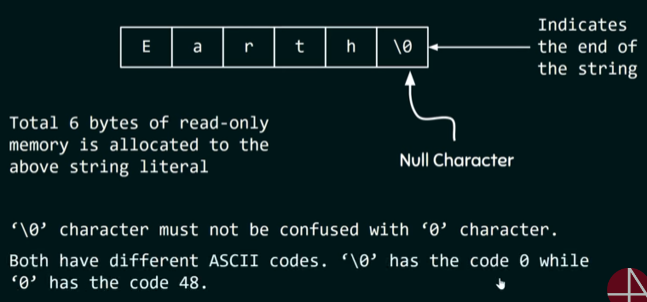 Indicates
the end of
the string
E a r t h \0
Total 6 bytes of read-only
memory is allocated to the
above string literal
Null Character
‘\0’ character must not be confused with ‘0’ character.
Both have different ASCII codes. ‘\0’ has the code 0 while
‘0’ has the code 48.